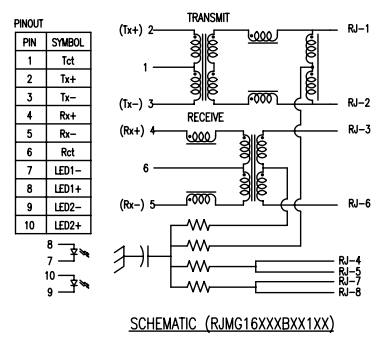 PINOUT
PIN SYMBOL
1 Tct
2 Tx+
3 Tx-
4 Rx+
5 Rx-
6 Rct
7 LED1-
8 LED1+
9 LED2-
10 LED2+
8
7
10
9
TRANSMIT
(Tx+) 2 RJ-1
1
(Tx-) 3 RJ-2
RECEIVE
(Rx+) 4 RJ-3
6
(Rx-) 5 RJ-6
RJ-4
RJ-5
RJ-7
RJ-8
SCHEMATIC (RJMG16XXXBXX1XX)